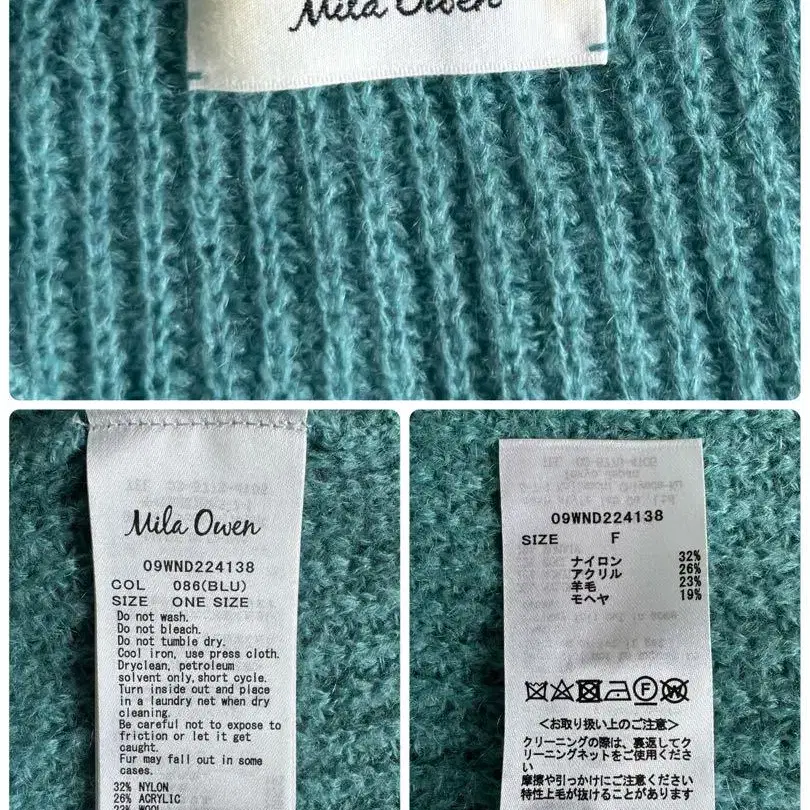 Mila Owen
Mila Owen
09WND224138
COL 086(BLU)
SIZE ONE SIZE
Do not wash.
Do not bleach.
Do not tumble dry.
Cool iron, use press cloth.
Dryclean, petroleum
solvent only,short cycle.
Turn inside out and place
in a laundry net when dry
cleaning.
Be careful not to expose to
friction or let it get
caught.
Fur may fall out in some
cases.
32% NYLON
26% ACRYLIC
23% WOOL
09WND224138
SIZE F
ナイロン 32%
アクリル 26%
羊毛 23%
モヘヤ 19%
F
W
<お取り扱い上のご注意>
クリーニングの際は、裏返してク
リーニングネットをご使用くださ
い
摩擦や引っかけにご注意ください
特性上毛が抜けることがあります